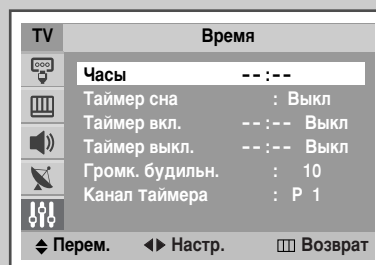 TV Время
Часы --:--
Таймер сна : Выкл
Таймер вкл. --:-- Выкл
Таймер выкл. --:-- Выкл
Громк. будильн. : 10
Канал таймера : P 1
Перем. Настр. Возврат